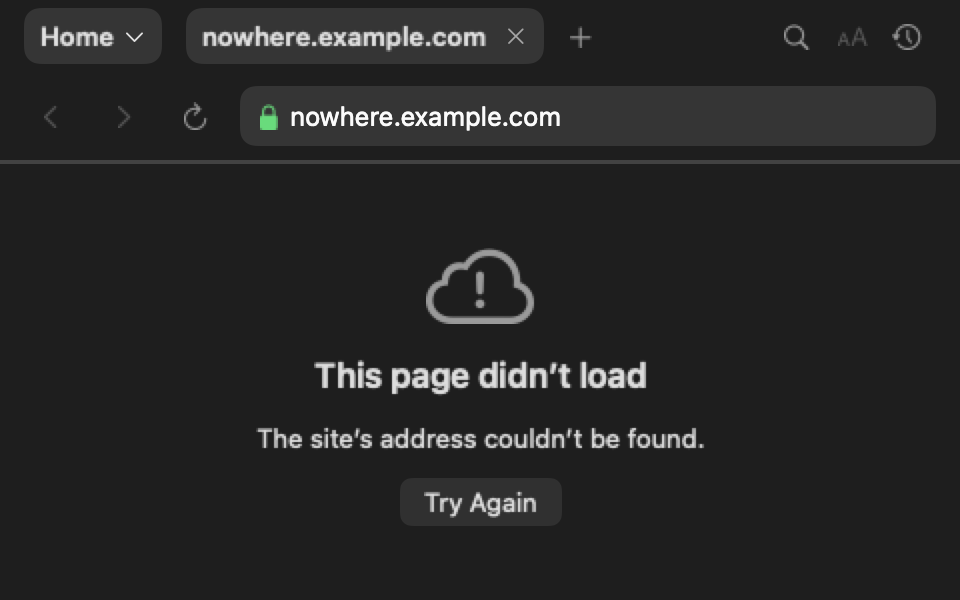 Home
nowhere.example.com
AA
nowhere.example.com
This page didn’t load
The site’s address couldn’t be found.
Try Again